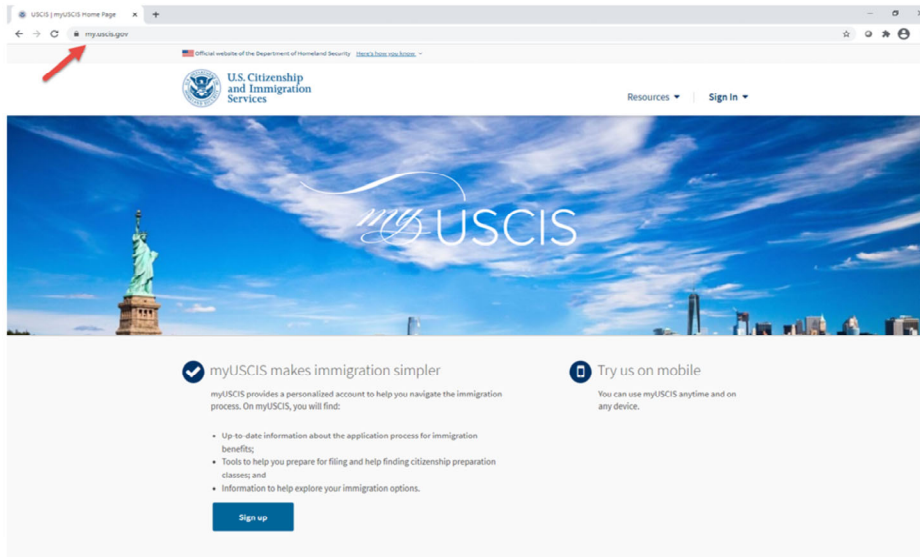 USCIS | myUSCIS Home Page
my.uscis.gov
Official website of the Department of Homeland Security Here's how you know
U.S. Citizenship
and Immigration
Services
Resources
Sign In
my USCIS
myUSCIS makes immigration simpler
myUSCIS provides a personalized account to help you navigate the immigration
process. On myUSCIS, you will find:
• Up-to-date information about the application process for immigration
benefits;
• Tools to help you prepare for filing and help finding citizenship preparation
classes; and
• Information to help explore your immigration options.
Sign up
Try us on mobile
You can use myUSCIS anytime and on
any device.